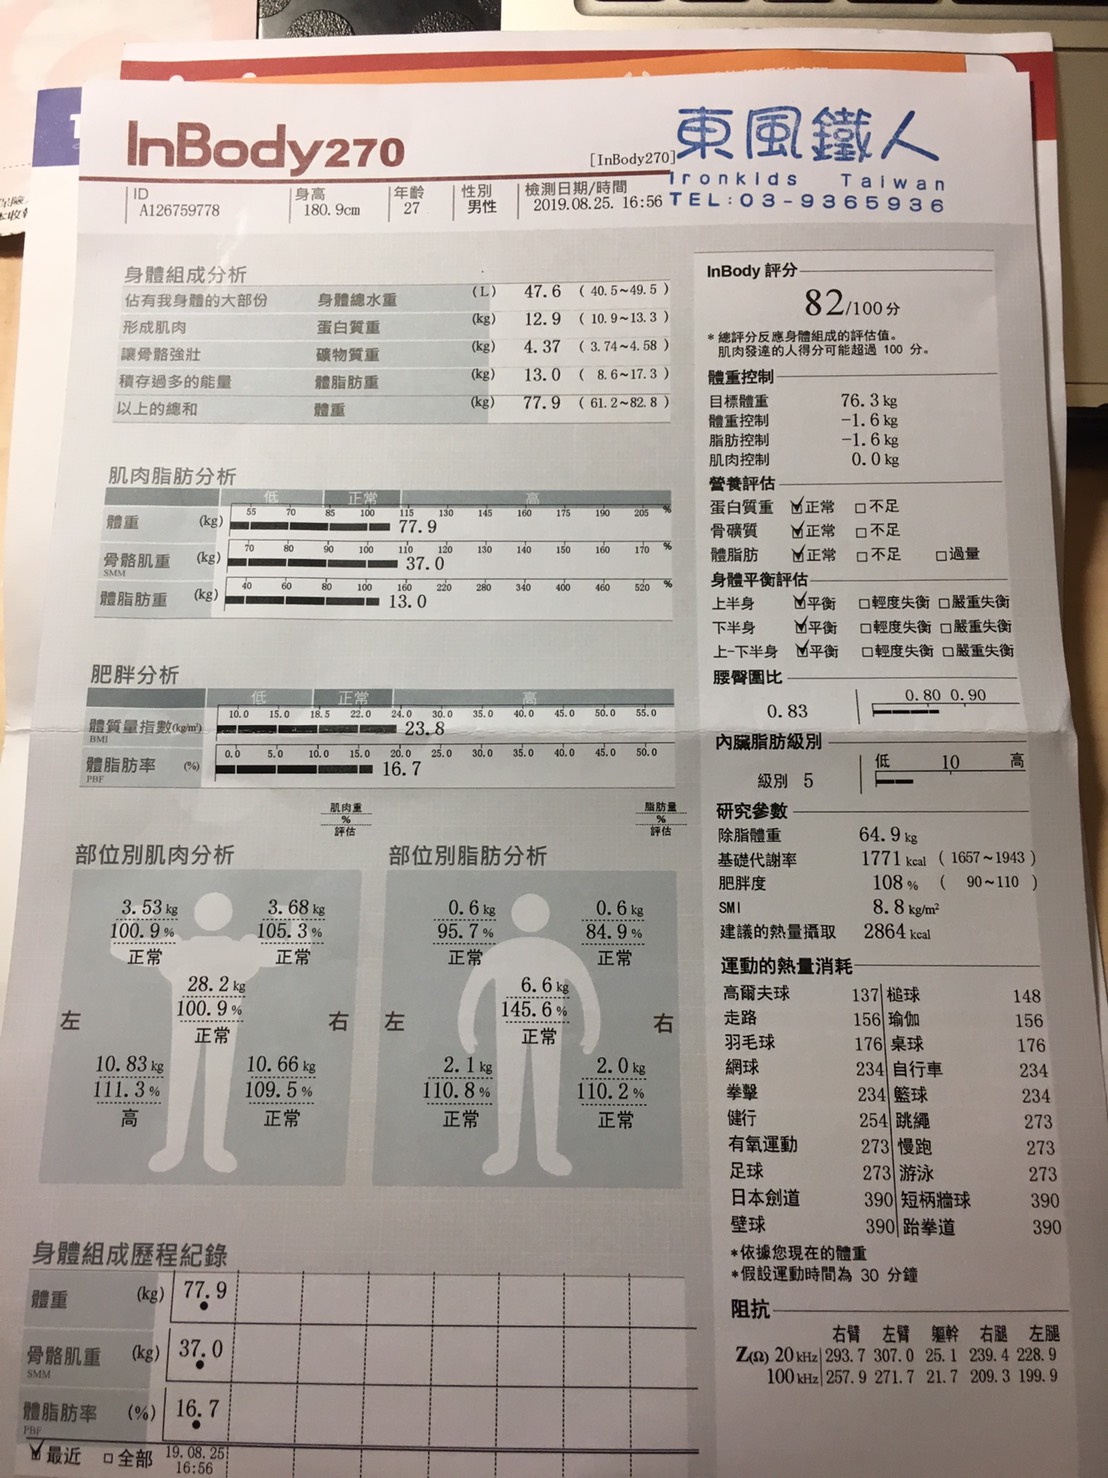 InBody270
[InBody270]
東風鐵人
Ironkids Taiwan
TEL:03-9365936
ID 身高 年齡 性別 檢測日期/時間
A126759778 180.9cm 27 男性 2019.08.25. 16:56
身體組成分析
佔有我身體的大部份 身體總水重 (L) 47.6 ( 40.5~49.5 )
形成肌肉 蛋白質重 (kg) 12.9 ( 10.9~13.3 )
讓骨骼強壯 礦物質重 (kg) 4.37 ( 3.74~4.58 )
積存過多的能量 體脂肪重 (kg) 13.0 ( 8.6~17.3 )
以上的總和 體重 (kg) 77.9 ( 61.2~82.8 )
肌肉脂肪分析
低 正常 高
55 70 85 100 115 130 145 160 175 190 205 %
體重 (kg) 77.9
70 80 90 100 110 120 130 140 150 160 170 %
骨骼肌重 (kg) 37.0
SMM
40 60 80 100 160 220 280 340 400 460 520 %
體脂肪重 (kg) 13.0
肥胖分析
低 正常 高
10.0 15.0 18.5 22.0 24.0 30.0 35.0 40.0 45.0 50.0 55.0
體質量指數(kg/m²) 23.8
BMI
0.0 5.0 10.0 15.0 20.0 25.0 30.0 35.0 40.0 45.0 50.0
體脂肪率 (%) 16.7
PBF
肌肉重
%
評估
部位別肌肉分析
3.53 kg 3.68 kg
100.9 % 105.3 %
正常 正常
28.2 kg
100.9 %
正常
左 右
10.83 kg 10.66 kg
111.3 % 109.5 %
高 正常
脂肪量
%
評估
部位別脂肪分析
0.6 kg 0.6 kg
95.7 % 84.9 %
正常 正常
6.6 kg
145.6 %
正常
左 右
2.1 kg 2.0 kg
110.8 % 110.2 %
正常 正常
身體組成歷程紀錄
體重 (kg) 77.9
骨骼肌重 (kg) 37.0
SMM
體脂肪率 (%) 16.7
PBF
最近 全部 19.08.25
16:56
InBody 評分
82/100 分
*總評分反應身體組成的評估值。
肌肉發達的人得分可能超過 100 分。
體重控制
目標體重 76.3 kg
體重控制 -1.6 kg
脂肪控制 -1.6 kg
肌肉控制 0.0 kg
營養評估
蛋白質重 正常 不足
骨礦質 正常 不足
體脂肪 正常 不足 過量
身體平衡評估
上半身 平衡 輕度失衡 嚴重失衡
下半身 平衡 輕度失衡 嚴重失衡
上-下半身 平衡 輕度失衡 嚴重失衡
腰臀圍比
0.80 0.90
0.83
內臟脂肪級別
低 10 高
級別 5
研究參數
除脂體重 64.9 kg
基礎代謝率 1771 kcal ( 1657~1943 )
肥胖度 108 % ( 90~110 )
SMI 8.8 kg/m²
建議的熱量攝取 2864 kcal
運動的熱量消耗
高爾夫球 137 槌球 148
走路 156 瑜伽 156
羽毛球 176 桌球 176
網球 234 自行車 234
拳擊 234 籃球 234
健行 254 跳繩 273
有氧運動 273 慢跑 273
足球 273 游泳 273
日本劍道 390 短柄牆球 390
壁球 390 跆拳道 390
*依據您現在的體重
*假設運動時間為 30 分鐘
阻抗
右臂 左臂 軀幹 右腿 左腿
Z(Ω) 20 kHz 293.7 307.0 25.1 239.4 228.9
100 kHz 257.9 271.7 21.7 209.3 199.9